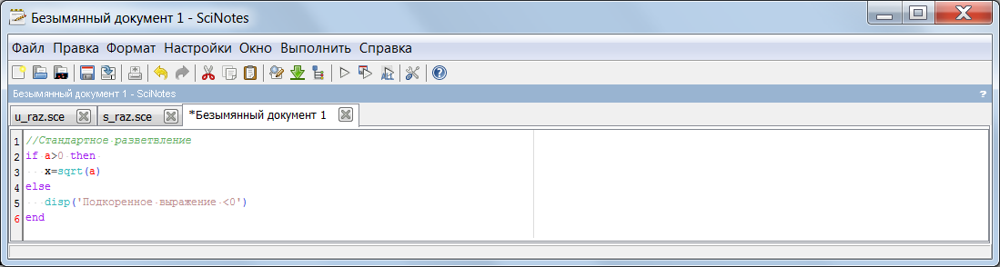 Безымянный документ 1 - SciNotes
Файл Правка Формат Настройки Окно Выполнить Справка
Безымянный документ 1 - SciNotes ?
u_raz.sce s_raz.sce *Безымянный документ 1
1 //Стандартное разветвление
2 if a>0 then
3 x=sqrt(a)
4 else
5 disp('Подкоренное выражение <0')
6 end